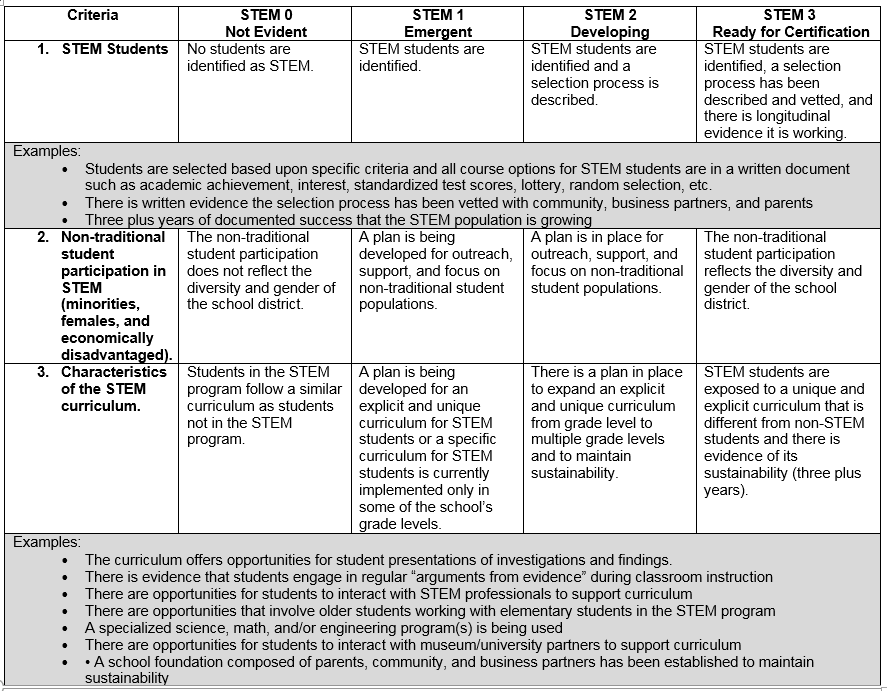 Criteria
STEM 0
Not Evident
STEM 1
Emergent
STEM 2
Developing
STEM 3
Ready for Certification
1. STEM Students
No students are
identified as STEM.
STEM students are
identified.
STEM students are
identified and a
selection process is
described.
STEM students are
identified, a selection
process has been
described and vetted, and
there is longitudinal
evidence it is working.
Examples:
• Students are selected based upon specific criteria and all course options for STEM students are in a written document
such as academic achievement, interest, standardized test scores, lottery, random selection, etc.
• There is written evidence the selection process has been vetted with community, business partners, and parents
• Three plus years of documented success that the STEM population is growing
2. Non-traditional
student
participation in
STEM
(minorities,
females, and
economically
disadvantaged).
The non-traditional
student participation
does not reflect the
diversity and gender of
the school district.
A plan is being
developed for outreach,
support, and focus on
non-traditional student
populations.
A plan is in place for
outreach, support, and
focus on non-traditional
student populations.
The non-traditional
student participation
reflects the diversity and
gender of the school
district.
3. Characteristics
of the STEM
curriculum.
Students in the STEM
program follow a similar
curriculum as students
not in the STEM
program.
A plan is being
developed for an
explicit and unique
curriculum for STEM
students or a specific
curriculum for STEM
students is currently
implemented only in
some of the school’s
grade levels.
There is a plan in place
to expand an explicit
and unique curriculum
from grade level to
multiple grade levels
and to maintain
sustainability.
STEM students are
exposed to a unique and
explicit curriculum that is
different from non-STEM
students and there is
evidence of its
sustainability (three plus
years).
Examples:
• The curriculum offers opportunities for student presentations of investigations and findings.
• There is evidence that students engage in regular “arguments from evidence” during classroom instruction
• There are opportunities for students to interact with STEM professionals to support curriculum
• There are opportunities that involve older students working with elementary students in the STEM program
• A specialized science, math, and/or engineering program(s) is being used
• There are opportunities for students to interact with museum/university partners to support curriculum
• • A school foundation composed of parents, community, and business partners has been established to maintain
sustainability